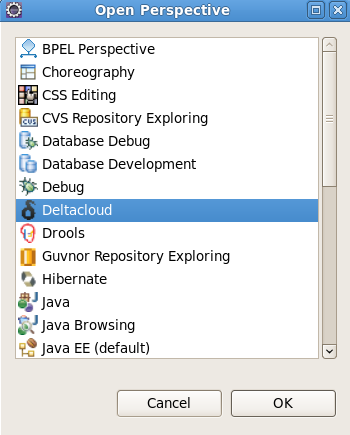 Open Perspective
BPEL Perspective
Choreography
CSS Editing
CVS Repository Exploring
Database Debug
Database Development
Debug
Deltacloud
Drools
Guvnor Repository Exploring
Hibernate
Java
Java Browsing
Java EE (default)
Cancel
OK